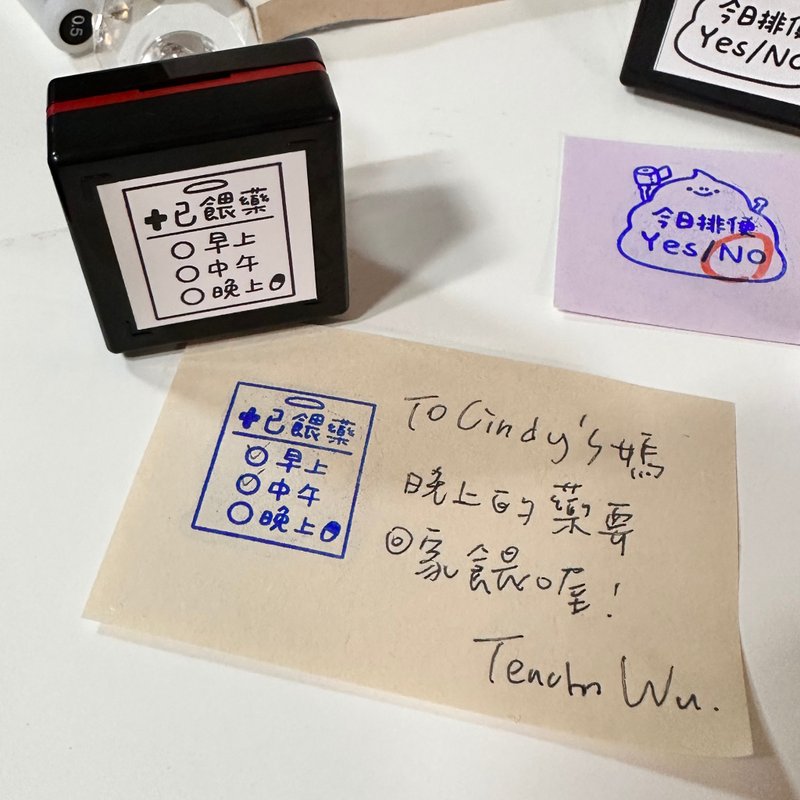 0.5
今日排便
Yes/No
✚已餵藥
○早上
○中午
○晚上
今日排便
Yes/NO
✚已餵藥
早上
中午
○晚上
TO Cindy's 媽
晚上的藥要
回家餵喔!
Teacher Wu.